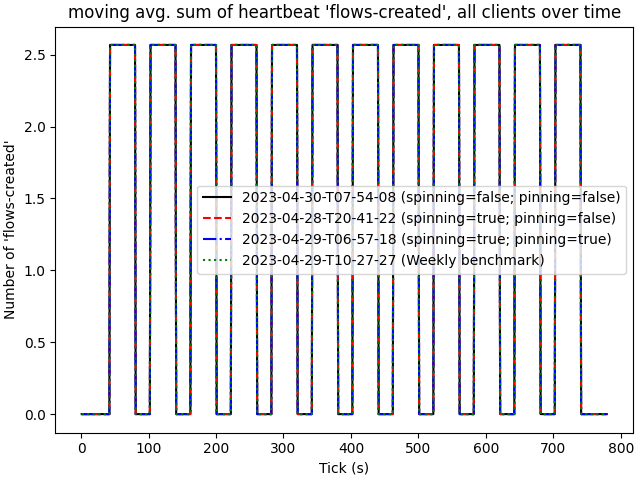 moving avg. sum of heartbeat 'flows-created', all clients over time
Number of 'flows-created'
2.5
2.0
1.5
1.0
0.5
0.0
2023-04-30-T07-54-08 (spinning=false; pinning=false)
2023-04-28-T20-41-22 (spinning=true; pinning=false)
2023-04-29-T06-57-18 (spinning=true; pinning=true)
2023-04-29-T10-27-27 (Weekly benchmark)
0 100 200 300 400 500 600 700 800
Tick (s)